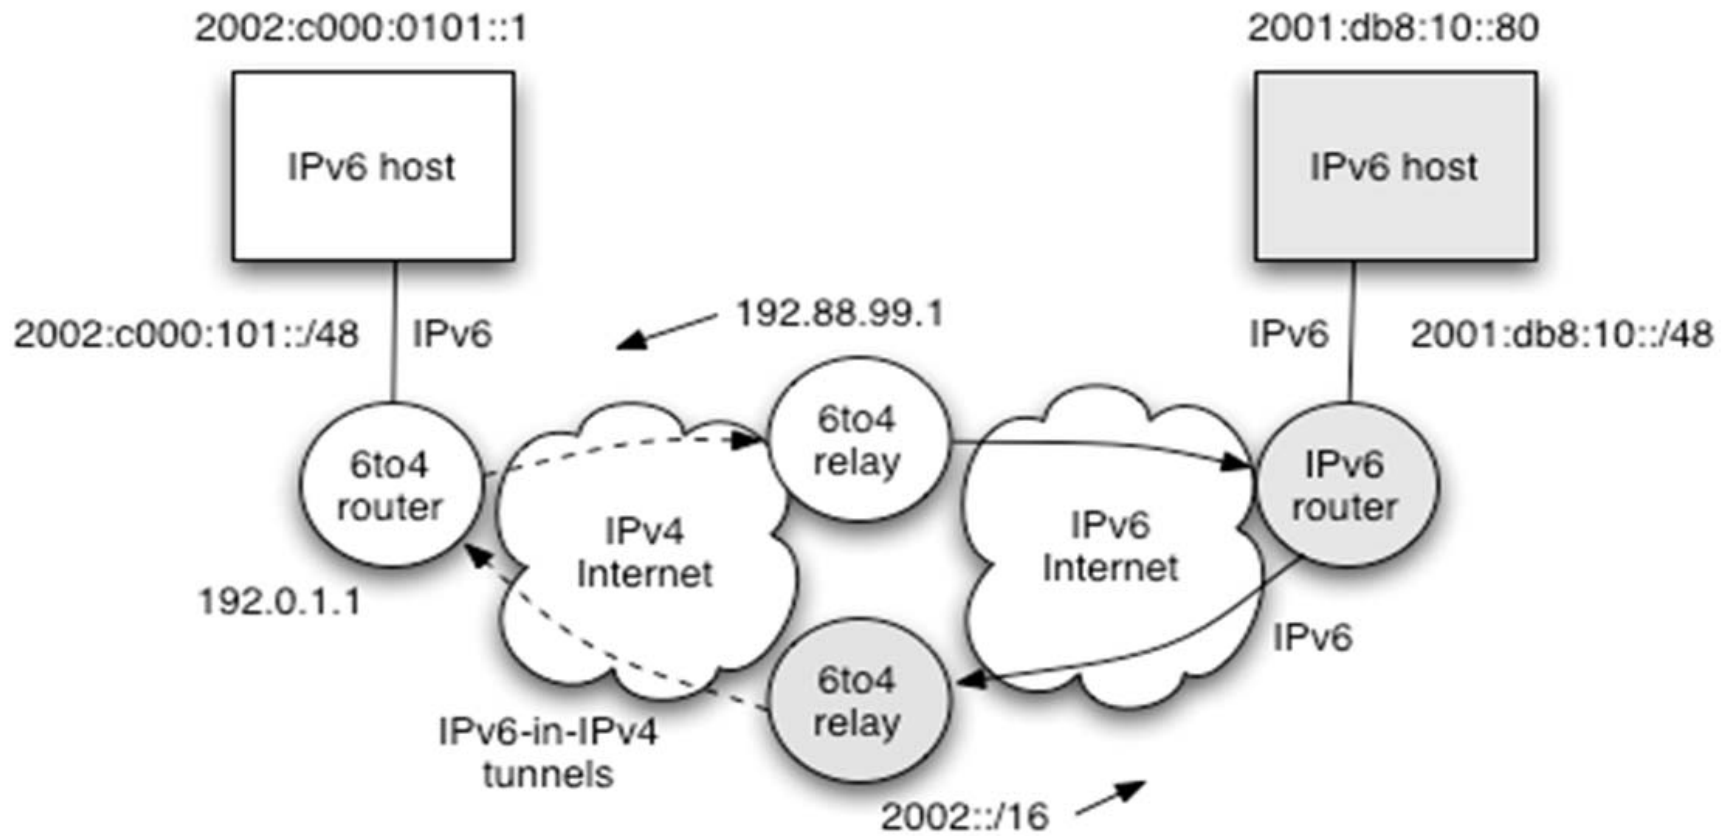 2002:c000:0101::1
2001:db8:10::80
IPv6 host
IPv6 host
192.88.99.1
2002:c000:101::/48
IPv6
IPv6
2001:db8:10::/48
6to4
relay
6to4
router
IPv6
router
IPv4
Internet
IPv6
Internet
192.0.1.1
IPv6
6to4
relay
IPv6-in-IPv4
tunnels
2002::/16